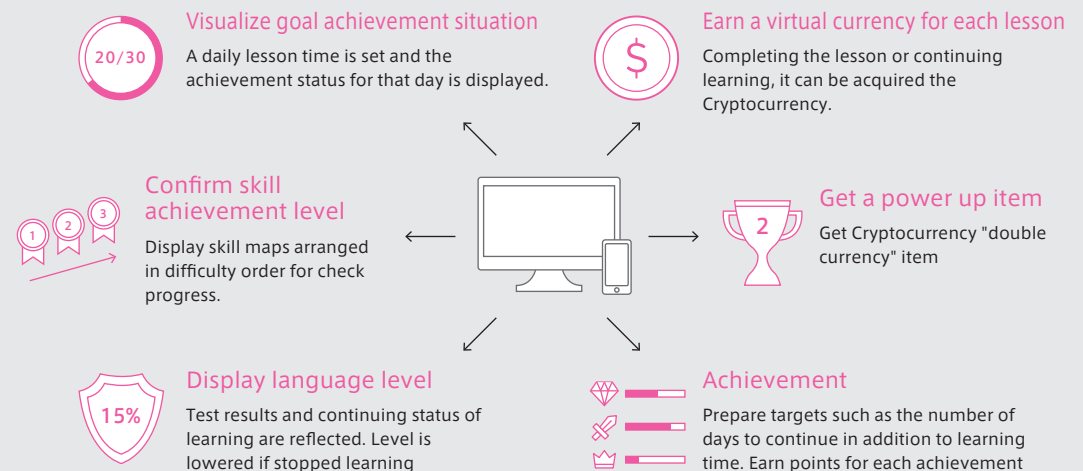 20/30
Visualize goal achievement situation
A daily lesson time is set and the
achievement status for that day is displayed.
$
Earn a virtual currency for each lesson
Completing the lesson or continuing
learning, it can be acquired the
Cryptocurrency.
1
2
3
Confirm skill
achievement level
Display skill maps arranged
in difficulty order for check
progress.
2
Get a power up item
Get Cryptocurrency "double
currency" item
15%
Display language level
Test results and continuing status of
learning are reflected. Level is
lowered if stopped learning
Achievement
Prepare targets such as the number of
days to continue in addition to learning
time. Earn points for each achievement